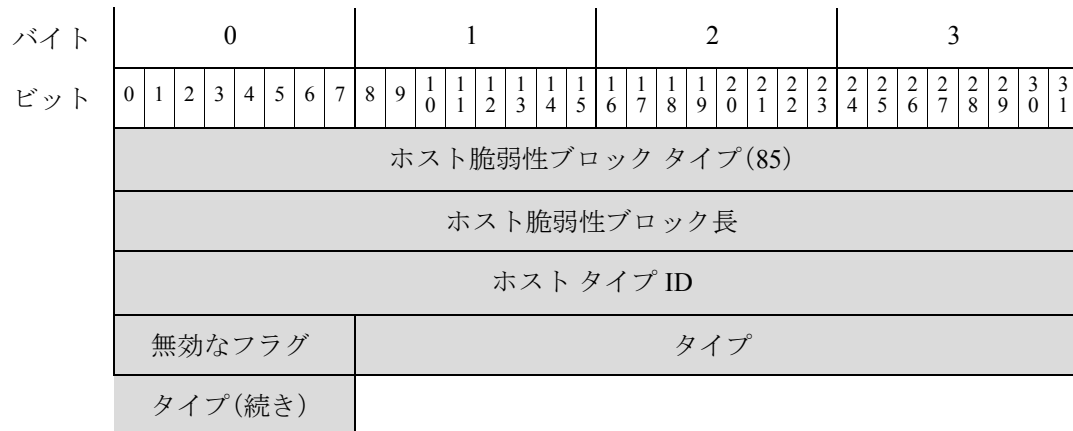 バイト 0 1 2 3
ビット 0 1 2 3 4 5 6 7 8 9 10 11 12 13 14 15 16 17 18 19 20 21 22 23 24 25 26 27 28 29 30 31
ホスト脆弱性ブロック タイプ(85)
ホスト脆弱性ブロック長
ホスト タイプ ID
無効なフラグ タイプ
タイプ(続き)